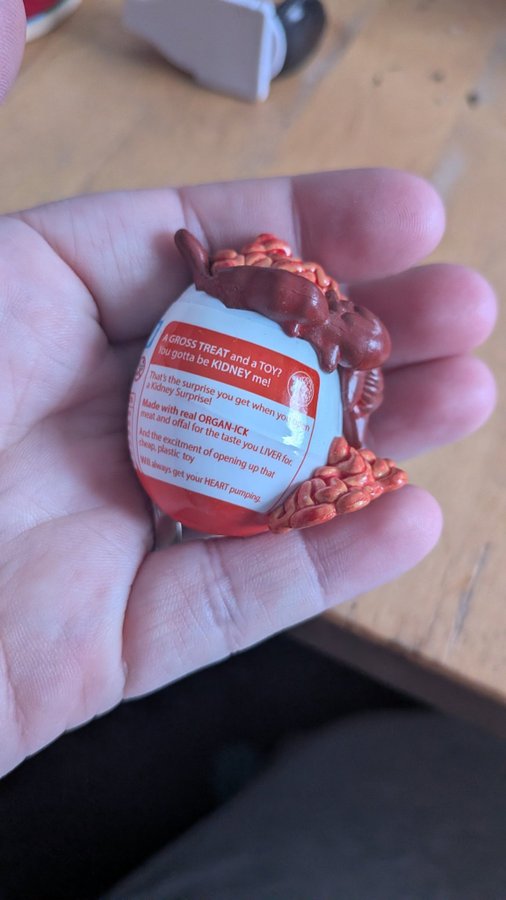 A GROSS TREAT and a TOY?
You gotta be KIDNEY me!
That's the surprise you get when you
a Kidney Surprise!
Made with real ORGAN-ICK
meat and offal for the taste you LIVER for,
And the excitment of opening up that
cheap, plastic toy
Will always get your HEART pumping.